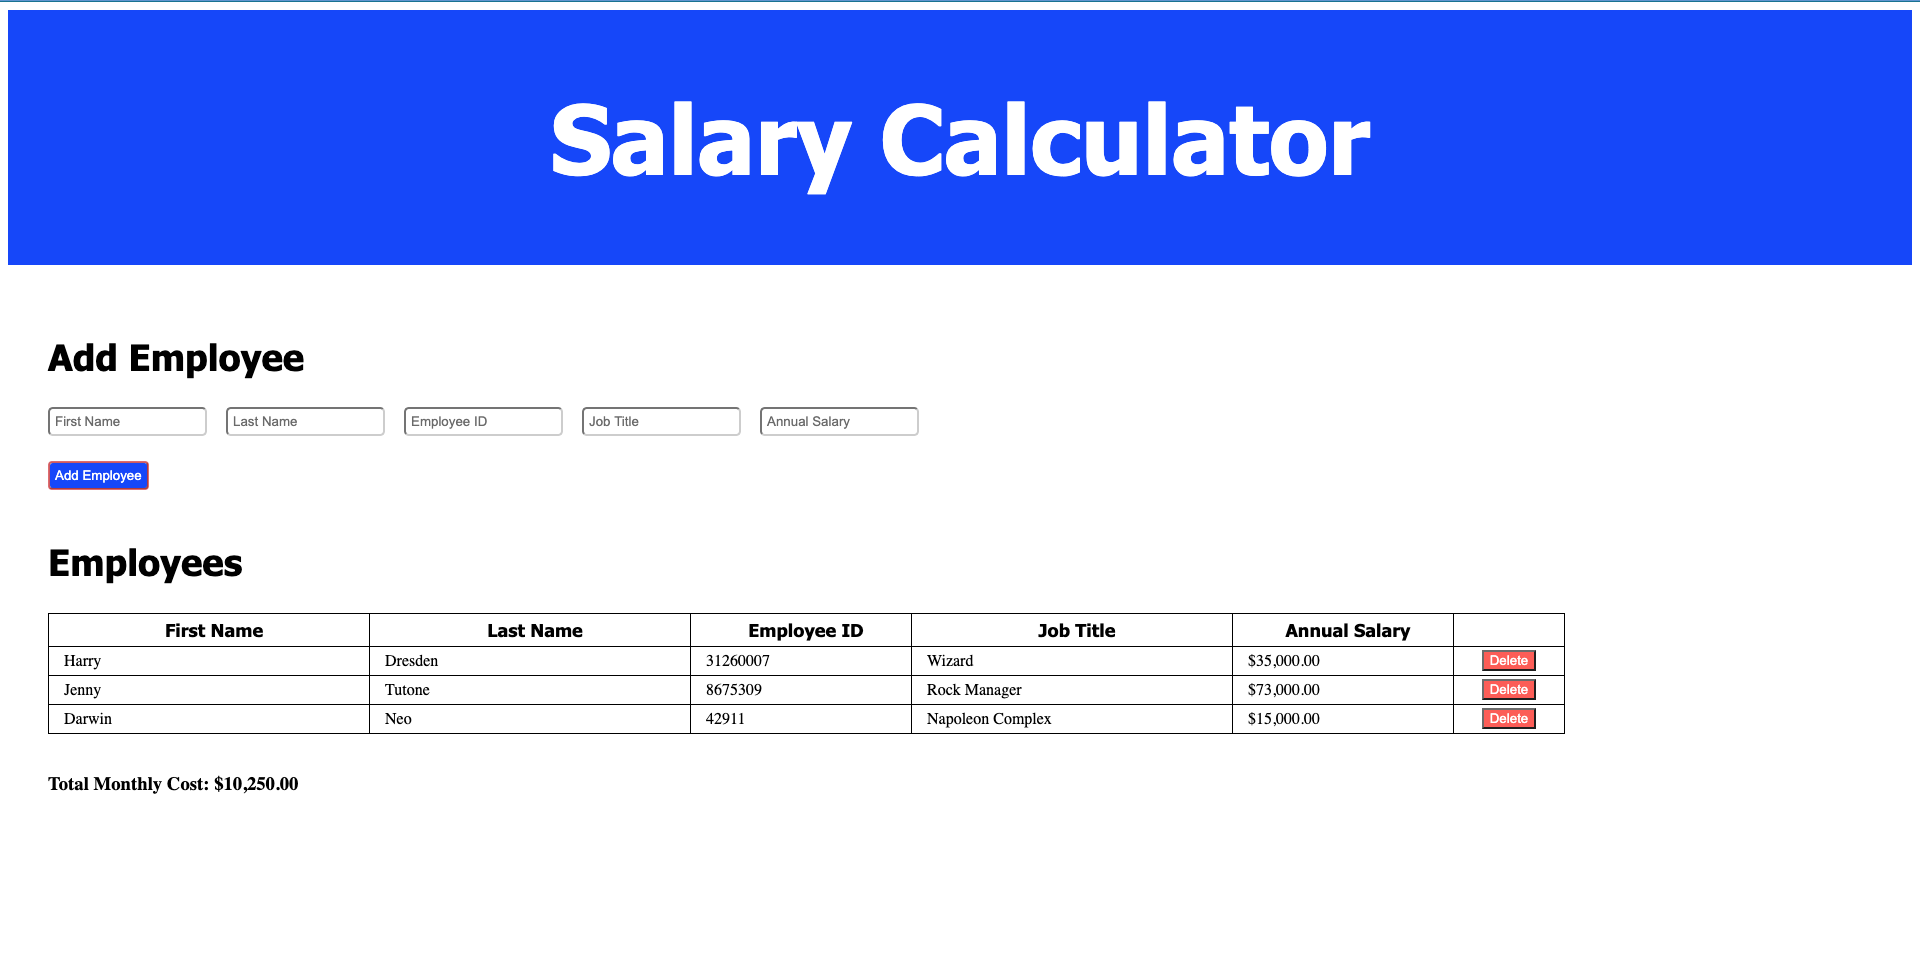 Salary Calculator
Add Employee
First Name Last Name Employee ID Job Title Annual Salary
Add Employee
Employees
First Name Last Name Employee ID Job Title Annual Salary
Harry Dresden 31260007 Wizard $35,000.00 Delete
Jenny Tutone 8675309 Rock Manager $73,000.00 Delete
Darwin Neo 42911 Napoleon Complex $15,000.00 Delete
Total Monthly Cost: $10,250.00